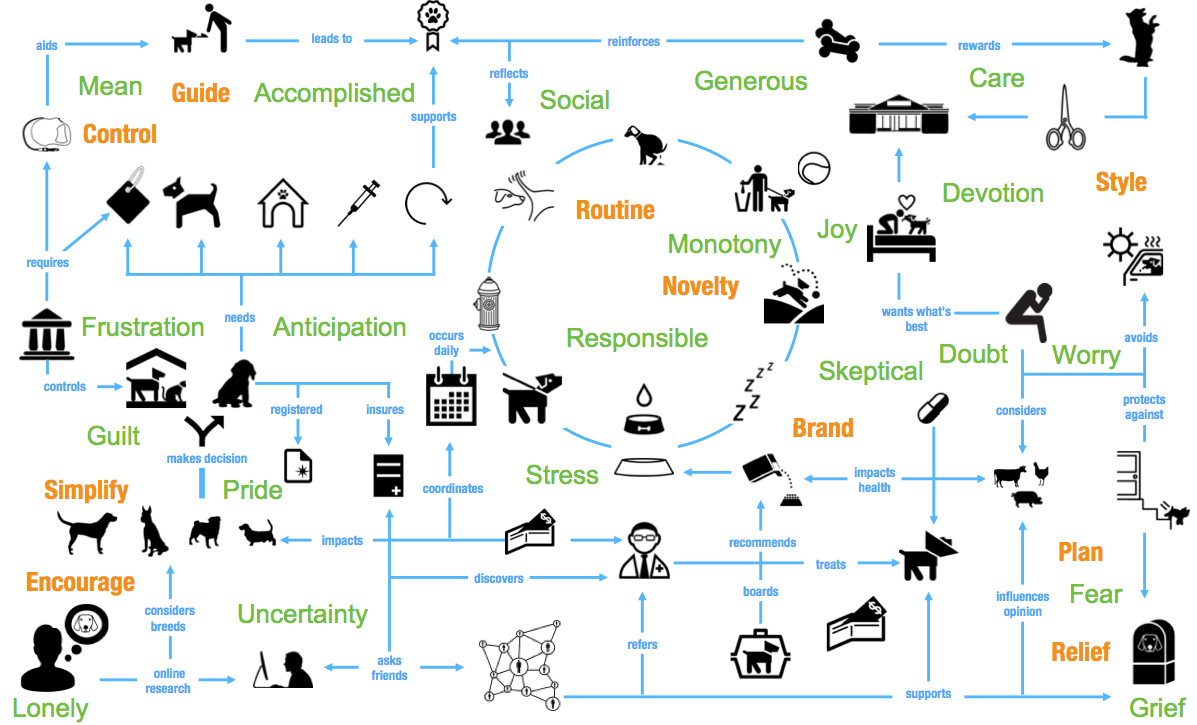 aids
leads to
reinforces
rewards
reflects
Mean
Guide
Accomplished
Social
Generous
Care
supports
Control
Routine
Devotion
Style
Monotony
Joy
requires
Novelty
needs
Frustration
Anticipation
occurs
daily
Responsible
wants what's
best
Doubt
Worry
avoids
controls
Skeptical
registered
insures
considers
protects
against
Guilt
Brand
makes decision
z z z
z z z
Simplify
Pride
coordinates
Stress
impacts
health
impacts
recommends
Plan
Encourage
discovers
treats
boards
considers
breeds
Uncertainty
influences
opinion
Fear
refers
Relief
online
research
asks
friends
supports
Lonely
Grief